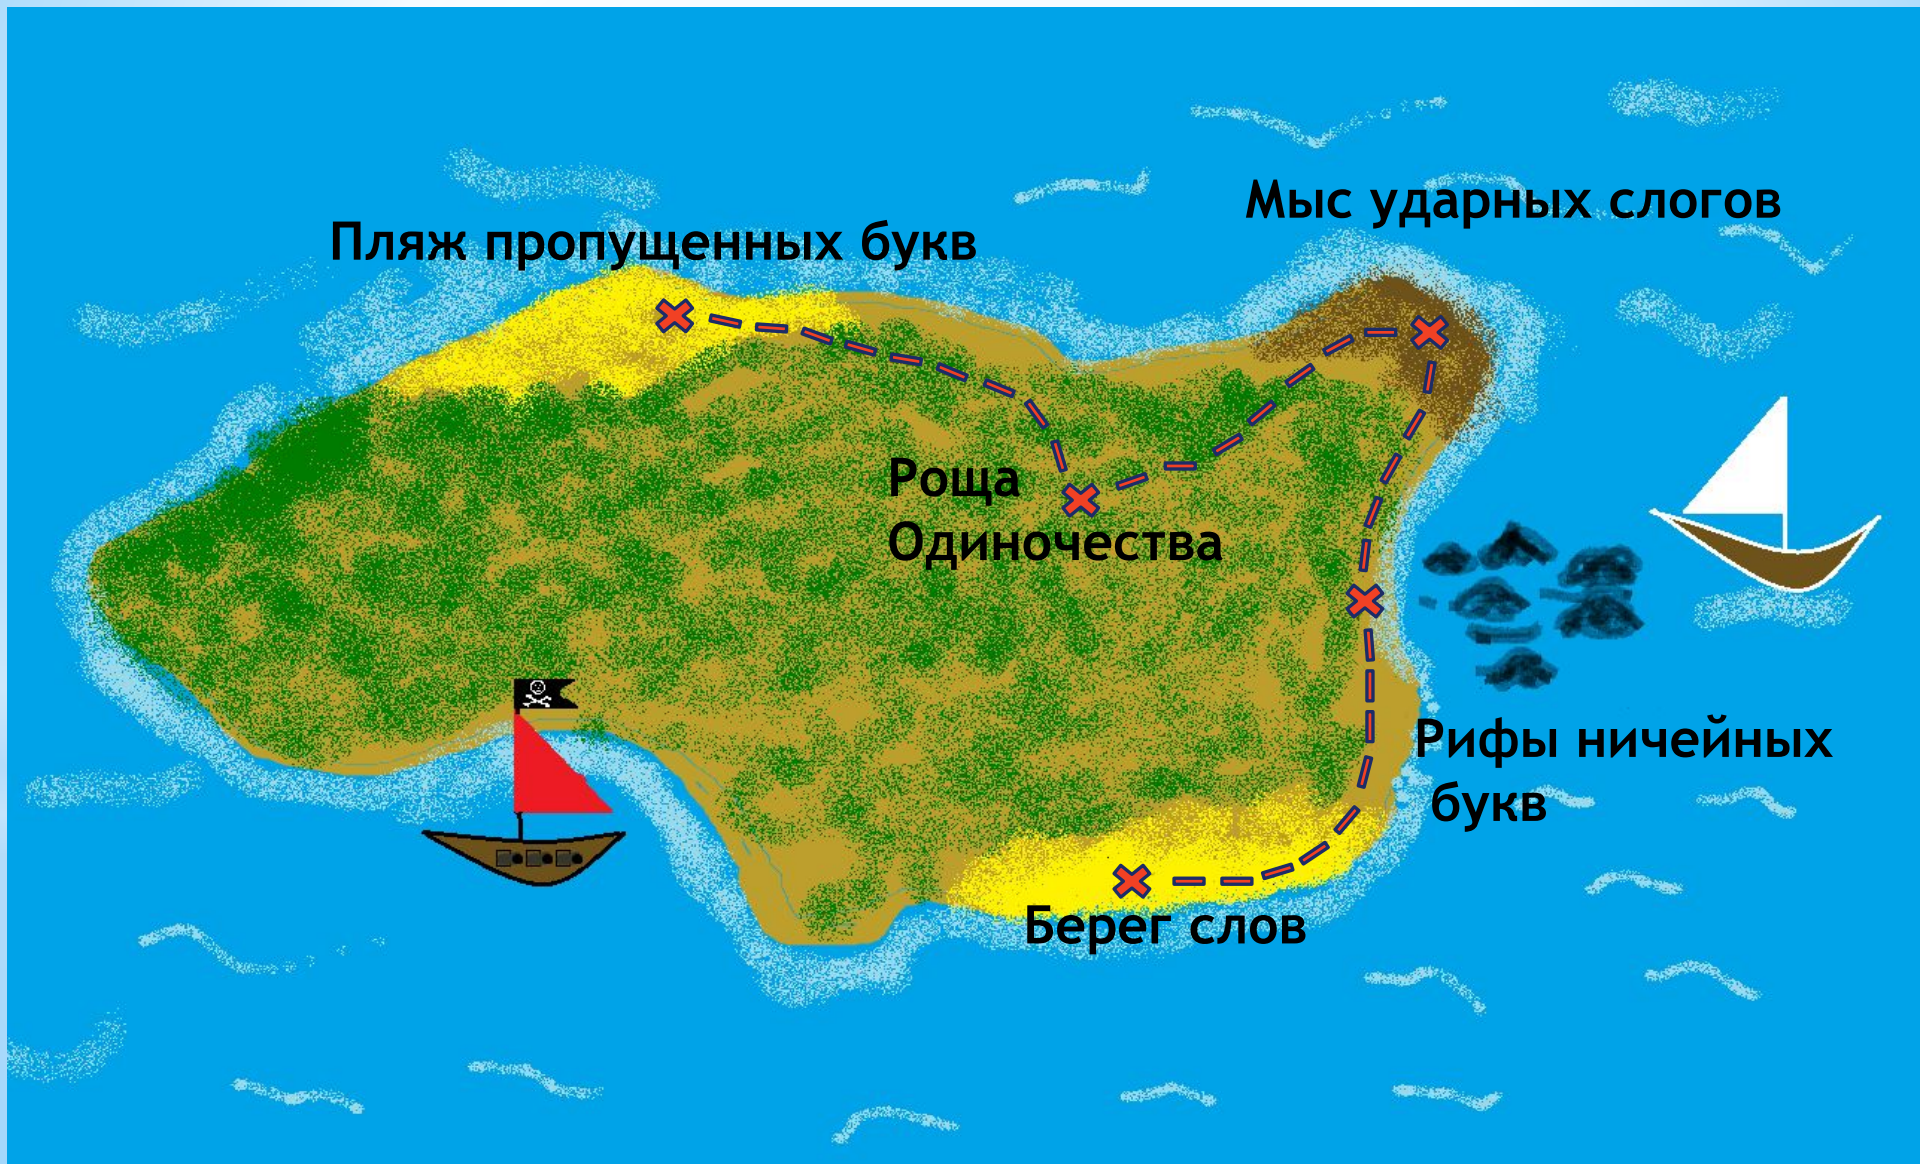 Мыс ударных слогов
Пляж пропущенных букв
Роща
Одиночества
Рифы ничейных
букв
Берег слов